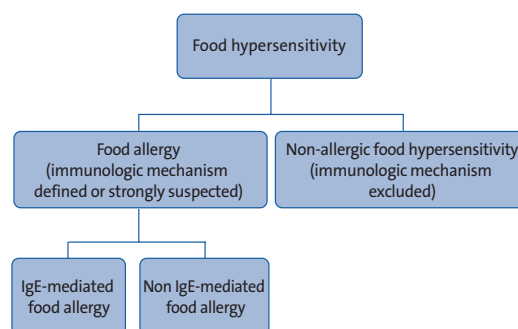 Food hypersensitivity
Food allergy
(immunologic mechanism
defined or strongly suspected)
Non-allergic food hypersensitivity
(immunologic mechanism
excluded)
IgE-mediated
food allergy
Non IgE-mediated
food allergy